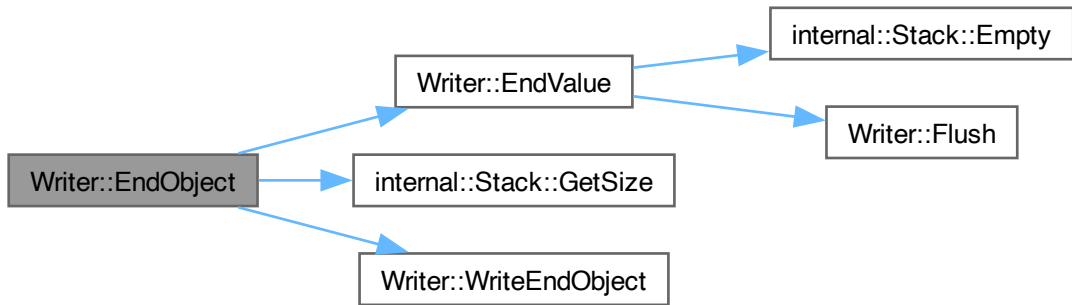 internal::Stack::Empty
Writer::EndValue
Writer::Flush
Writer::EndObject
internal::Stack::GetSize
Writer::WriteEndObject